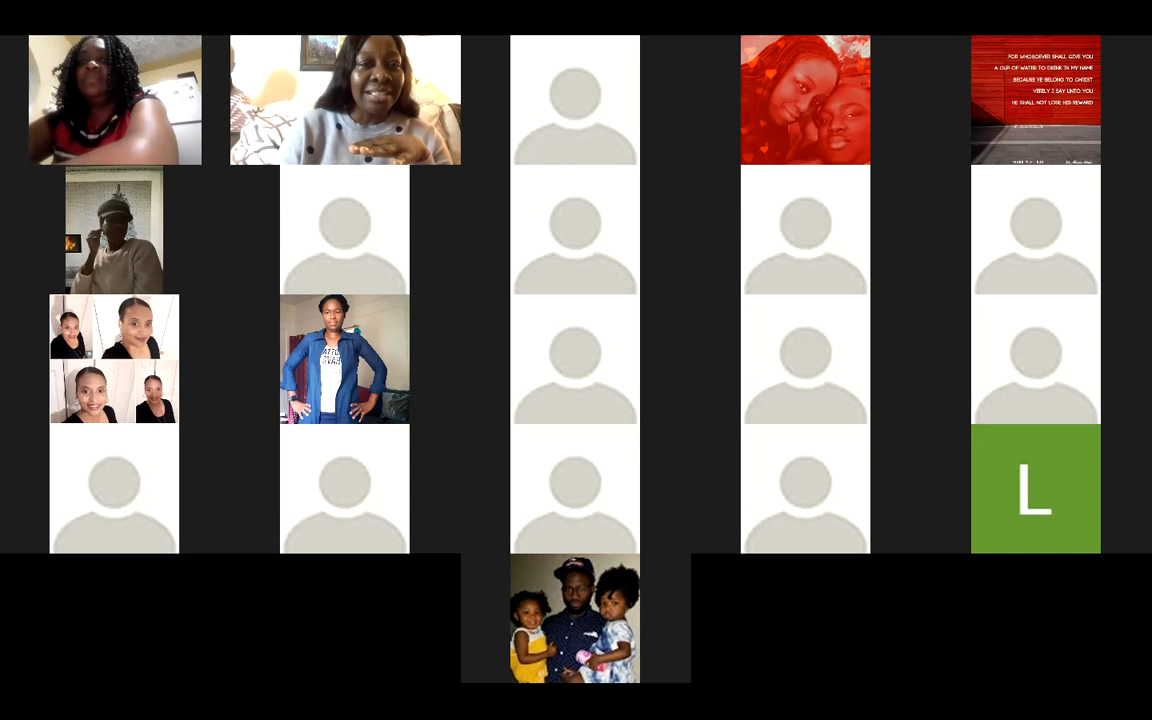 FOR WHOSOEVER SHALL GIVE YOU
A CUP OF WATER TO DRINK IN MY NAME
BECAUSE YE BELONG TO CHRIST
VERILY I SAY UNTO YOU
HE SHALL NOT LOSE HIS REWARD
L